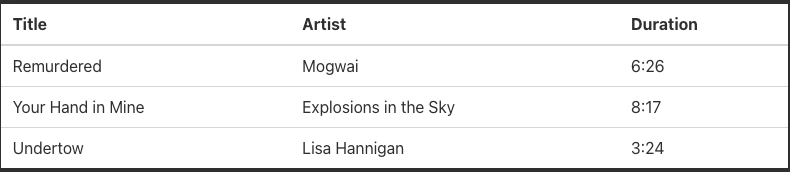 Title Artist Duration
Remurdered Mogwai 6:26
Your Hand in Mine Explosions in the Sky 8:17
Undertow Lisa Hannigan 3:24